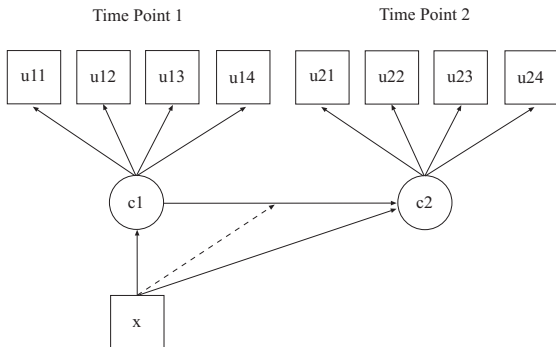 Time Point 1 Time Point 2
u11 u12 u13 u14 u21 u22 u23 u24
c1 c2
x